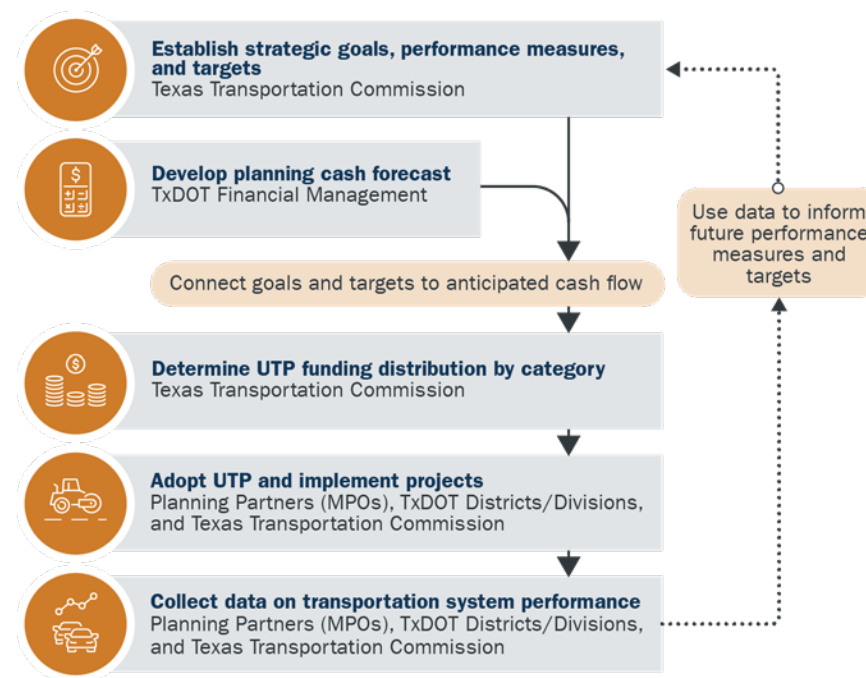 Establish strategic goals, performance measures,
and targets
Texas Transportation Commission
$
Develop planning cash forecast
TxDOT Financial Management
Use data to inform
future performance
measures and
targets
Connect goals and targets to anticipated cash flow
$
Determine UTP funding distribution by category
Texas Transportation Commission
Adopt UTP and implement projects
Planning Partners (MPOs), TxDOT Districts/Divisions,
and Texas Transportation Commission
Collect data on transportation system performance
Planning Partners (MPOs), TxDOT Districts/Divisions,
and Texas Transportation Commission